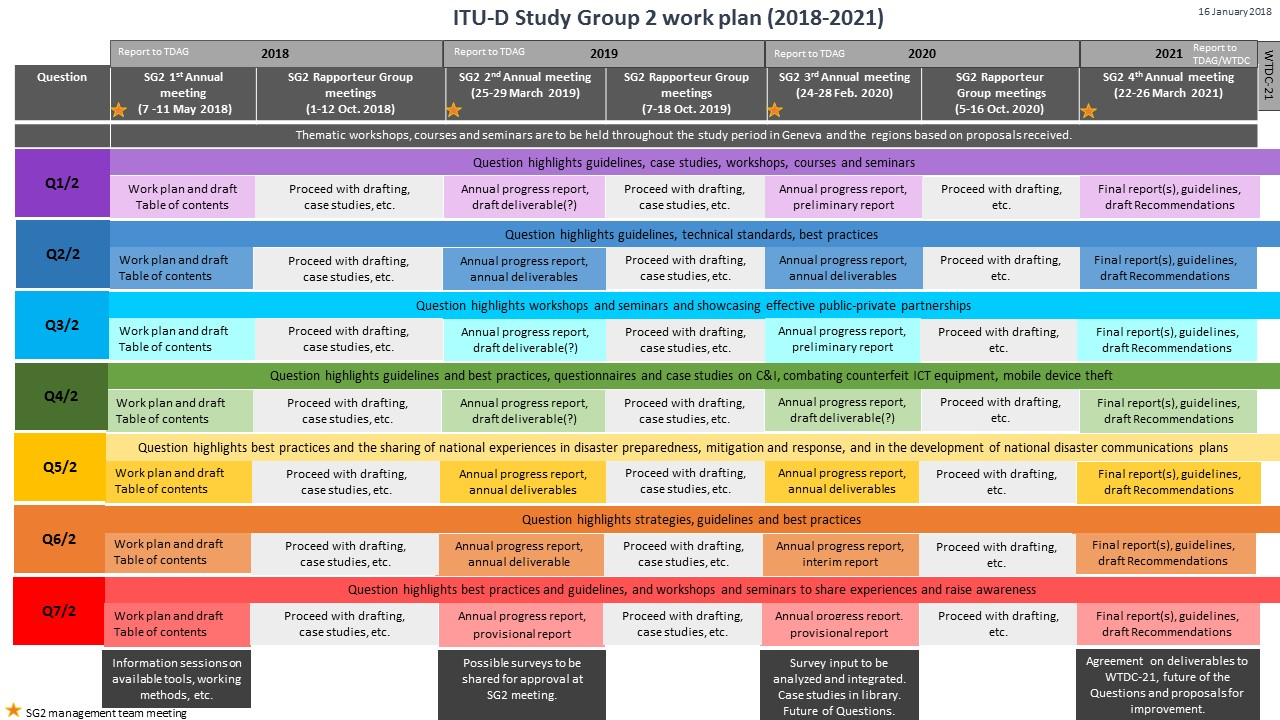 ITU-D Study Group 2 work plan (2018-2021)
16 January 2018
Report to TDAG
2018
Report to TDAG
2019
Report to TDAG
2020
2021
Report to
TDAG/WTDC
WTDC-21
Question
SG2 1st Annual
meeting
(7 -11 May 2018)
SG2 Rapporteur Group
meetings
(1-12 Oct. 2018)
SG2 2nd Annual meeting
(25-29 March 2019)
SG2 Rapporteur Group
meetings
(7-18 Oct. 2019)
SG2 3rd Annual meeting
(24-28 Feb. 2020)
SG2 Rapporteur
Group meetings
(5-16 Oct. 2020)
SG2 4th Annual meeting
(22-26 March 2021)
Thematic workshops, courses and seminars are to be held throughout the study period in Geneva and the regions based on proposals received.
Q1/2
Question highlights guidelines, case studies, workshops, courses and seminars
Work plan and draft
Table of contents
Proceed with drafting,
case studies, etc.
Annual progress report,
draft deliverable(?)
Proceed with drafting,
case studies, etc.
Annual progress report,
preliminary report
Proceed with drafting,
etc.
Final report(s), guidelines,
draft Recommendations
Q2/2
Question highlights guidelines, technical standards, best practices
Work plan and draft
Table of contents
Proceed with drafting,
case studies, etc.
Annual progress report,
annual deliverables
Proceed with drafting,
case studies, etc.
Annual progress report,
annual deliverables
Proceed with drafting,
etc.
Final report(s), guidelines,
draft Recommendations
Q3/2
Question highlights workshops and seminars and showcasing effective public-private partnerships
Work plan and draft
Table of contents
Proceed with drafting,
case studies, etc.
Annual progress report,
draft deliverable(?)
Proceed with drafting,
case studies, etc.
Annual progress report,
preliminary report
Proceed with drafting,
etc.
Final report(s), guidelines,
draft Recommendations
Q4/2
Question highlights guidelines and best practices, questionnaires and case studies on C&I, combating counterfeit ICT equipment, mobile device theft
Work plan and draft
Table of contents
Proceed with drafting,
case studies, etc.
Annual progress report,
draft deliverable(?)
Proceed with drafting,
case studies, etc.
Annual progress report,
draft deliverable(?)
Proceed with drafting,
etc.
Final report(s), guidelines,
draft Recommendations
Q5/2
Question highlights best practices and the sharing of national experiences in disaster preparedness, mitigation and response, and in the development of national disaster communications plans
Work plan and draft
Table of contents
Proceed with drafting,
case studies, etc.
Annual progress report,
annual deliverables
Proceed with drafting,
case studies, etc.
Annual progress report,
annual deliverables
Proceed with drafting,
etc.
Final report(s), guidelines,
draft Recommendations
Q6/2
Question highlights strategies, guidelines and best practices
Work plan and draft
Table of contents
Proceed with drafting,
case studies, etc.
Annual progress report,
annual deliverable
Proceed with drafting,
case studies, etc.
Annual progress report,
interim report
Proceed with drafting,
etc.
Final report(s), guidelines,
draft Recommendations
Q7/2
Question highlights best practices and guidelines, and workshops and seminars to share experiences and raise awareness
Work plan and draft
Table of contents
Proceed with drafting,
case studies, etc.
Annual progress report,
provisional report
Proceed with drafting,
case studies, etc.
Annual progress report.
provisional report
Proceed with drafting,
etc.
Final report(s), guidelines,
draft Recommendations
Information sessions on
available tools, working
methods, etc.
Possible surveys to be
shared for approval at
SG2 meeting.
Survey input to be
analyzed and integrated.
Case studies in library.
Future of Questions.
Agreement on deliverables to
WTDC-21, future of the
Questions and proposals for
improvement.
SG2 management team meeting